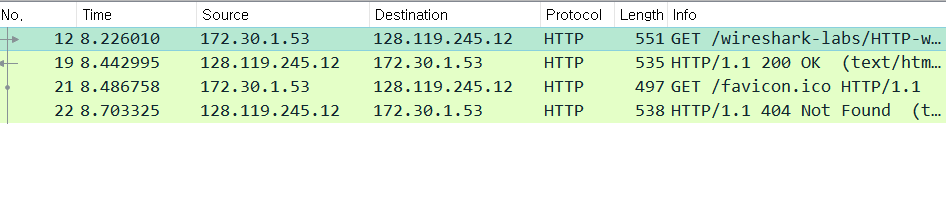 No. Time Source Destination Protocol Length Info
12 8.226010 172.30.1.53 128.119.245.12 HTTP 551 GET /wireshark-labs/HTTP-w…
19 8.442995 128.119.245.12 172.30.1.53 HTTP 535 HTTP/1.1 200 OK (text/htm…
21 8.486758 172.30.1.53 128.119.245.12 HTTP 497 GET /favicon.ico HTTP/1.1
22 8.703325 128.119.245.12 172.30.1.53 HTTP 538 HTTP/1.1 404 Not Found (t…